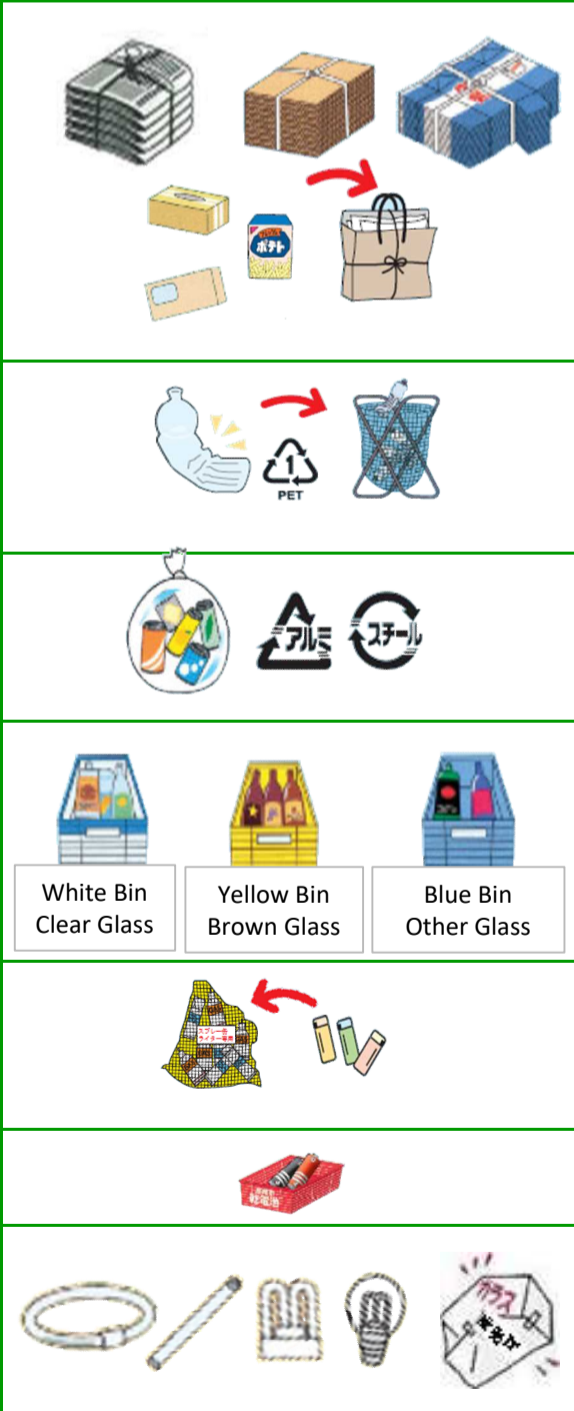 ポテト
1
PET
アルミ
スチール
White Bin
Clear Glass
Yellow Bin
Brown Glass
Blue Bin
Other Glass
スプレー缶
ライター専用
乾電池
ガラス